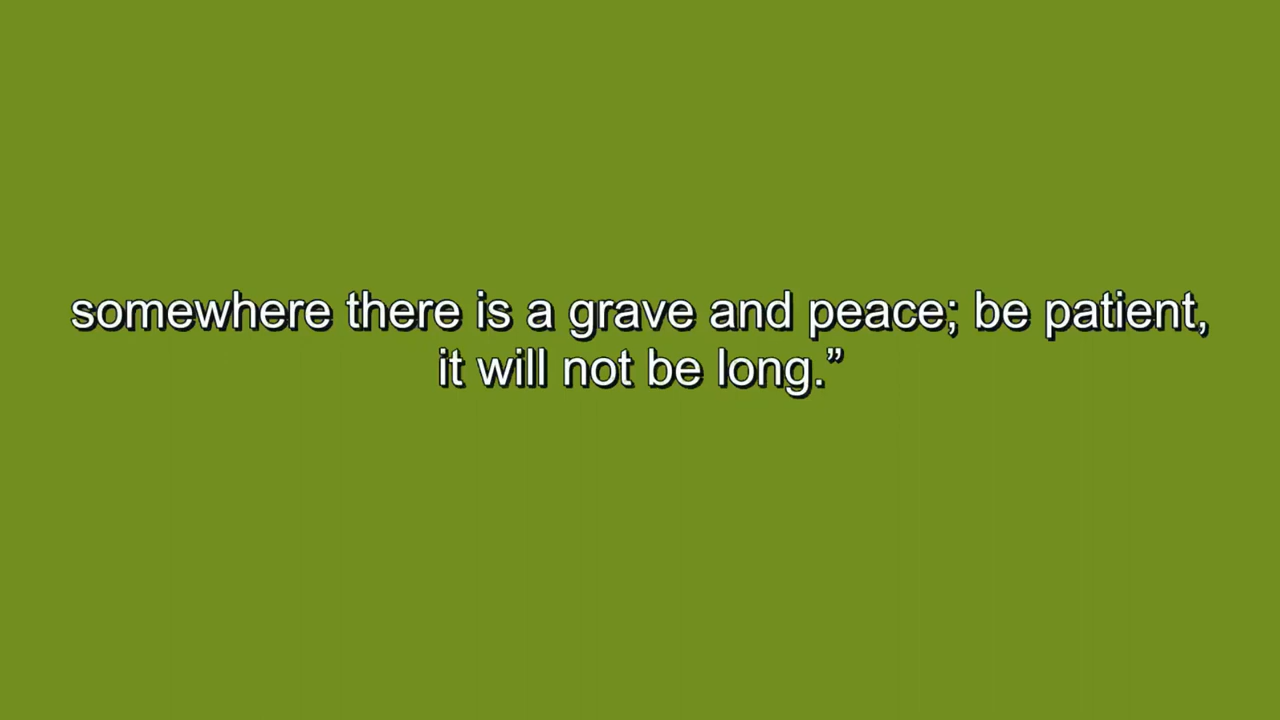 somewhere there is a grave and peace; be patient,
it will not be long.”